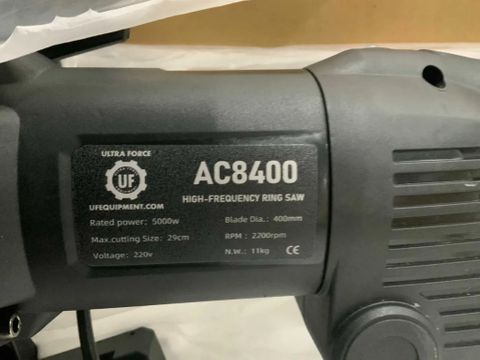 ULTRA FORCE
UF
UFEQUIPMENT.COM
AC8400
HIGH-FREQUENCY RING SAW
Rated power: 5000w
Blade Dia.: 400mm
Max.cutting Size: 29cm
RPM : 2200rpm
Voltage: 220v
N.W.: 11kg
CE